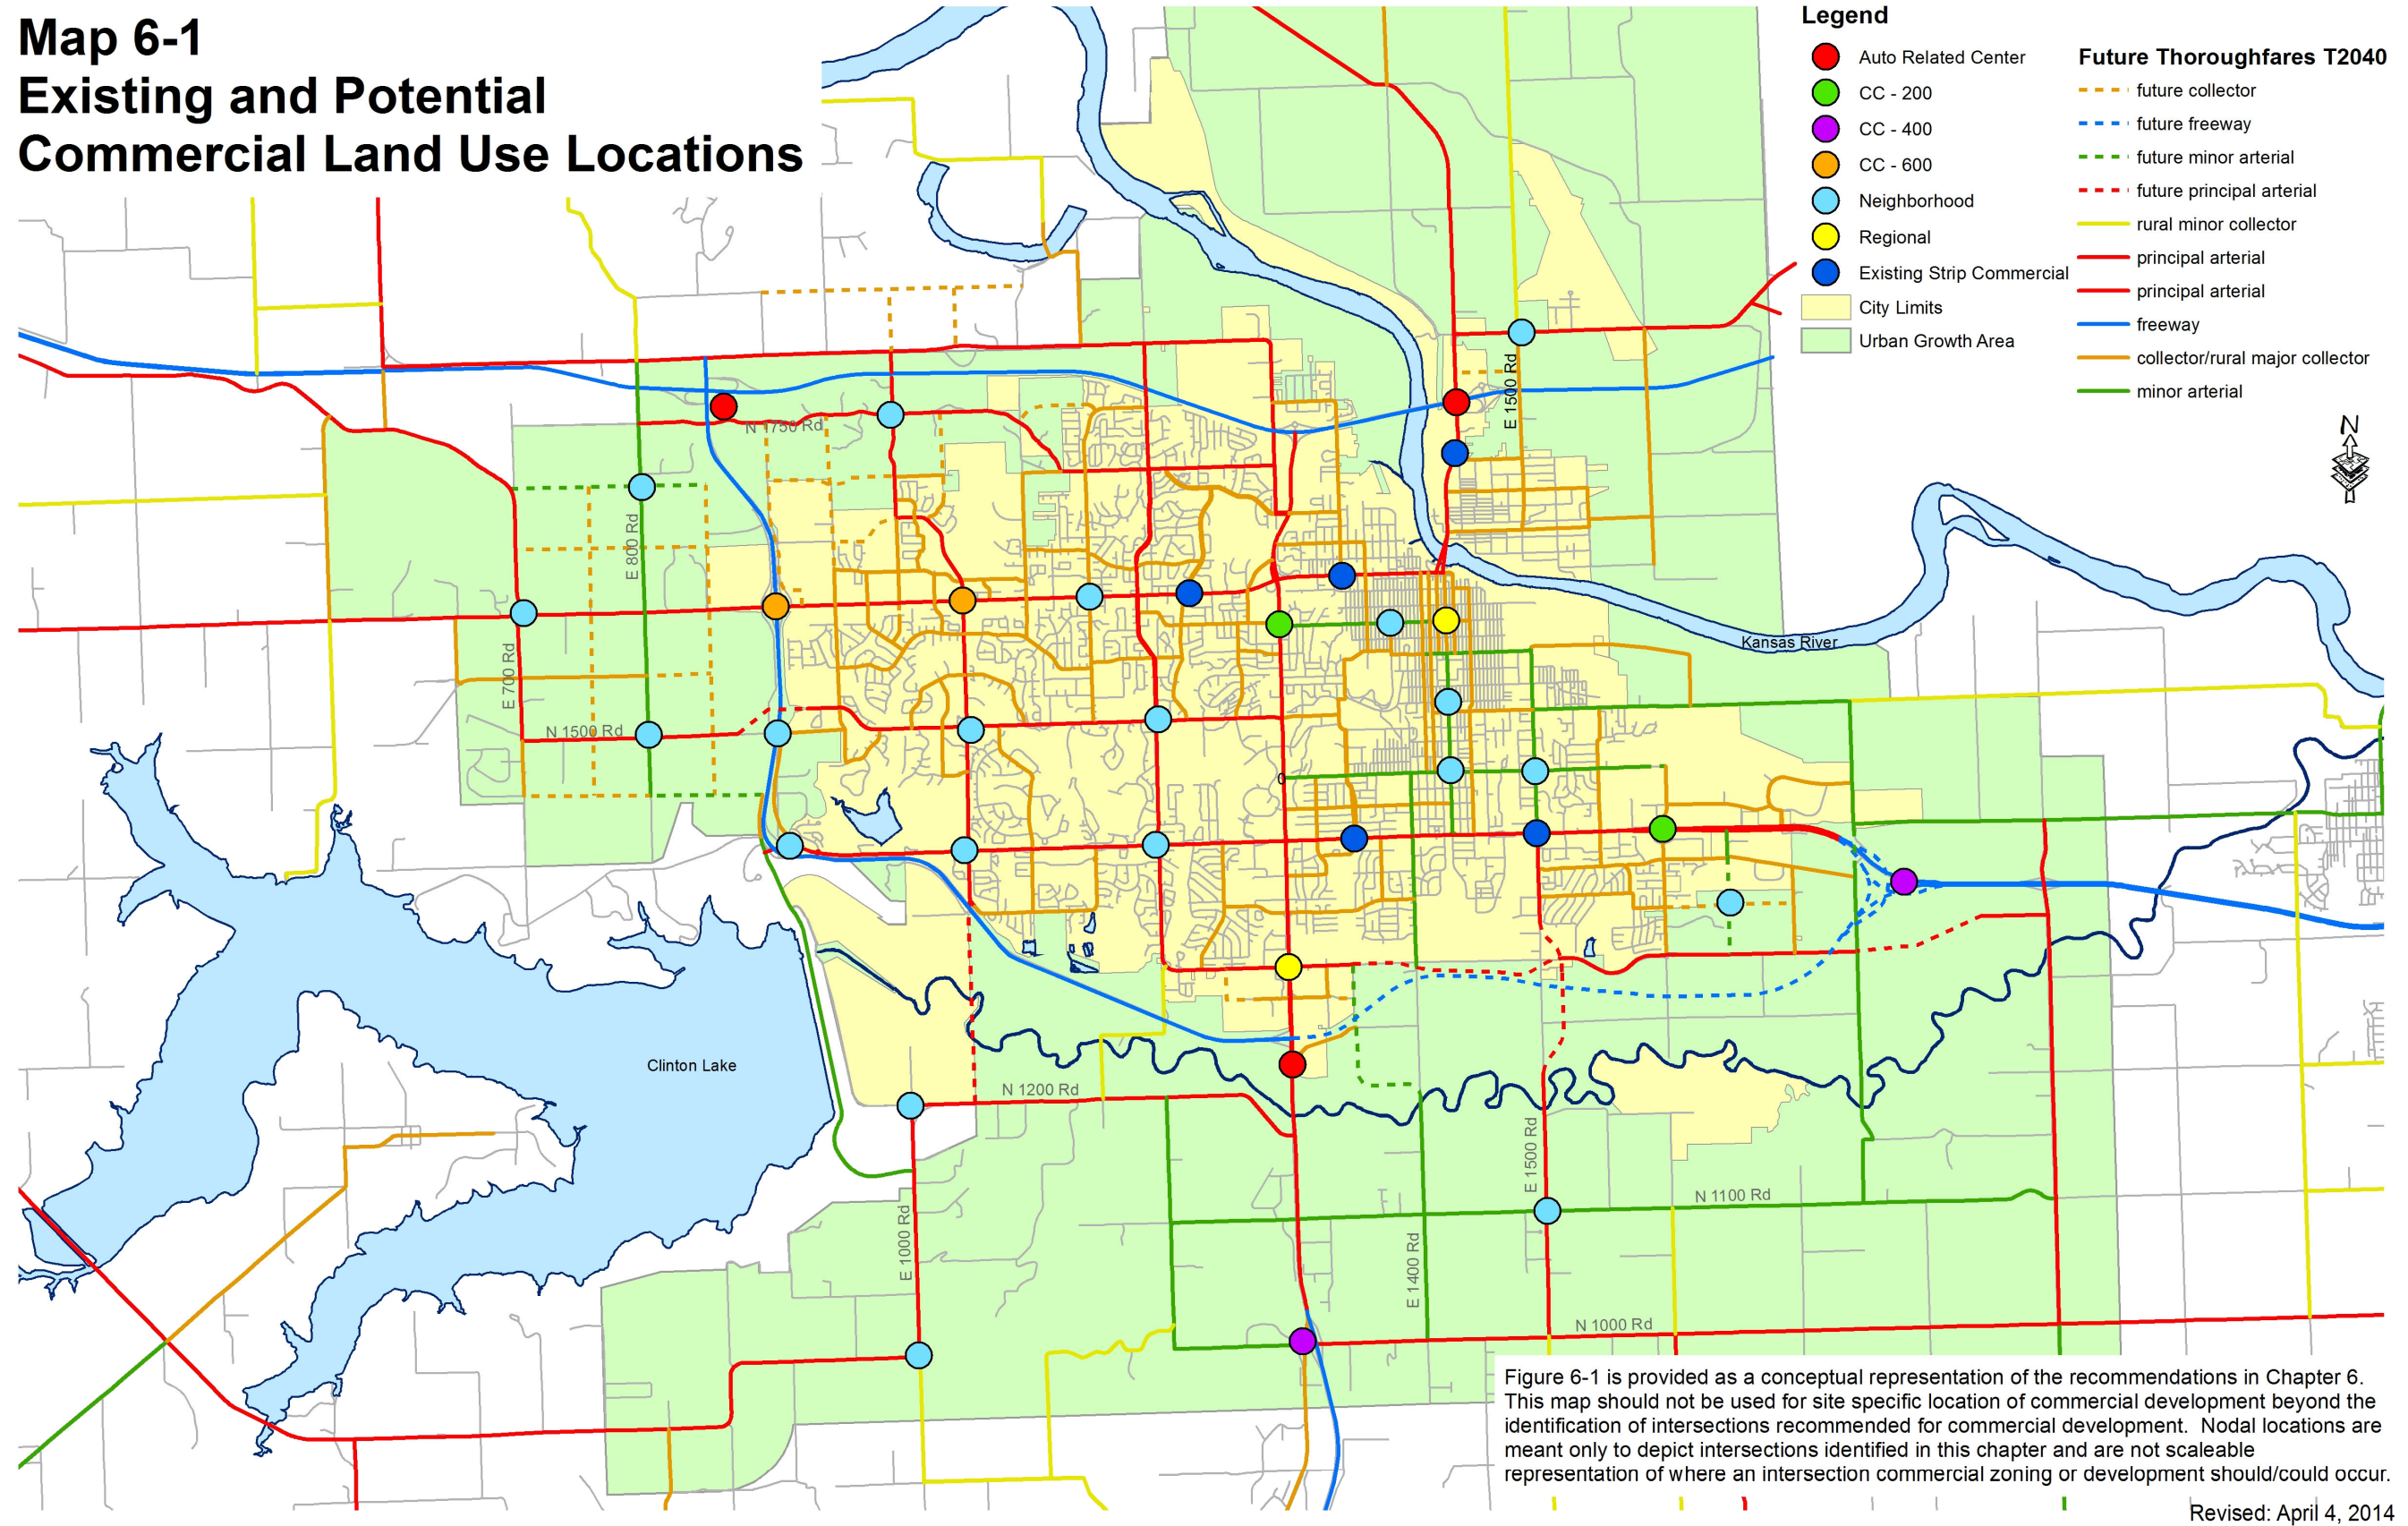 Map 6-1
Existing and Potential
Commercial Land Use Locations
Legend
Auto Related Center
CC - 200
CC - 400
CC - 600
Neighborhood
Regional
Existing Strip Commercial
City Limits
Urban Growth Area
Future Thoroughfares T2040
future collector
future freeway
future minor arterial
future principal arterial
rural minor collector
principal arterial
principal arterial
freeway
collector/rural major collector
minor arterial
N
E 1500 Rd
N 1750 Rd
E 800 Rd
Kansas River
E 700 Rd
N 1500 Rd
0
Clinton Lake
N 1200 Rd
E 1500 Rd
N 1100 Rd
E 1000 Rd
E 1400 Rd
N 1000 Rd
Figure 6-1 is provided as a conceptual representation of the recommendations in Chapter 6.
This map should not be used for site specific location of commercial development beyond the
identification of intersections recommended for commercial development.  Nodal locations are
meant only to depict intersections identified in this chapter and are not scaleable
representation of where an intersection commercial zoning or development should/could occur.
Revised: April 4, 2014